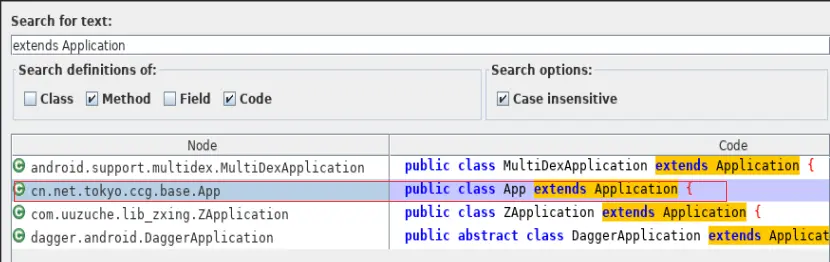 Search for text:
extends Application
Search definitions of: Search options:
Class Method Field Code Case insensitive
Node Code
android.support.multidex.MultiDexApplication public class MultiDexApplication extends Application {
cn.net.tokyo.ccg.base.App public class App extends Application {
com.uuzuche.lib_zxing.ZApplication public class ZApplication extends Application {
dagger.android.DaggerApplication public abstract class DaggerApplication extends Applicat